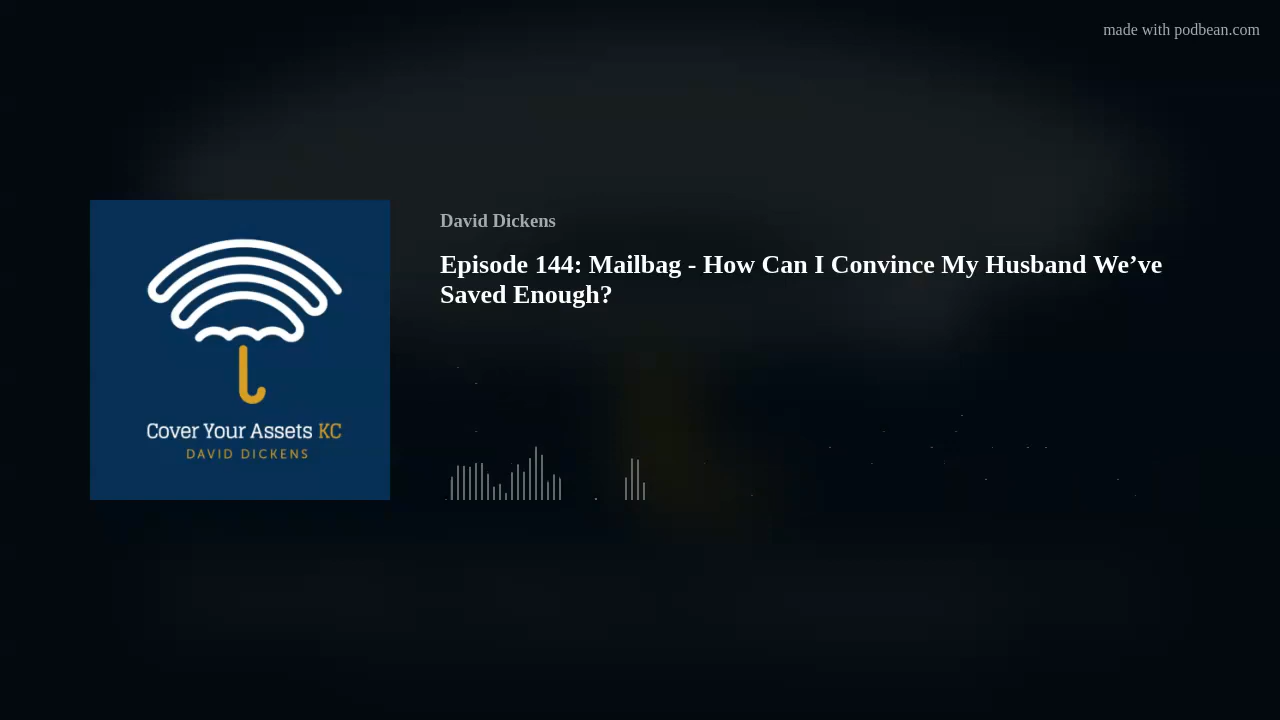 made with podbean.com
David Dickens
Episode 144: Mailbag - How Can I Convince My Husband We’ve
Saved Enough?
Cover Your Assets KC
DAVID DICKENS